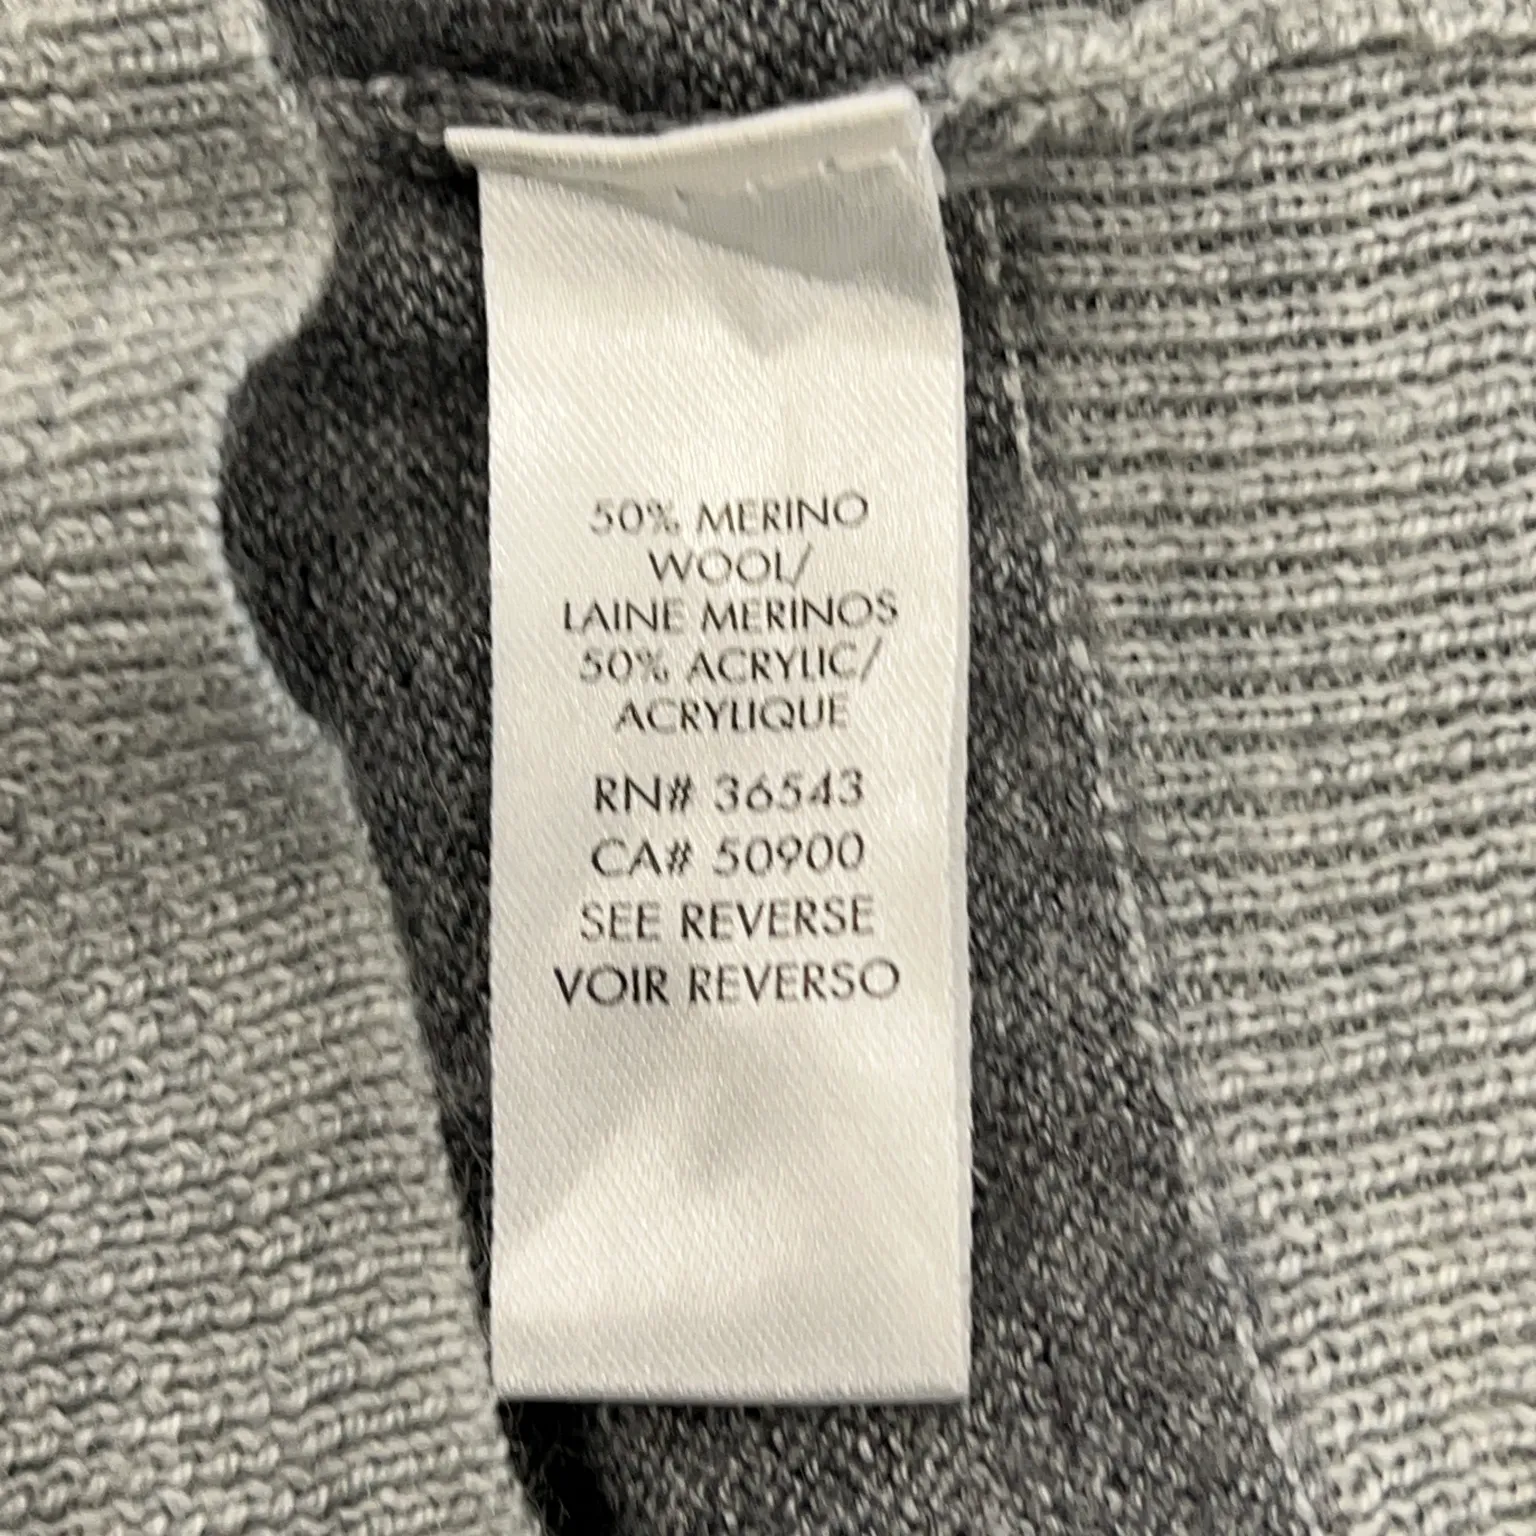 50% MERINO
WOOL/
LAINE MERINOS
50% ACRYLIC/
ACRYLIQUE
RN# 36543
CA# 50900
SEE REVERSE
VOIR REVERSO